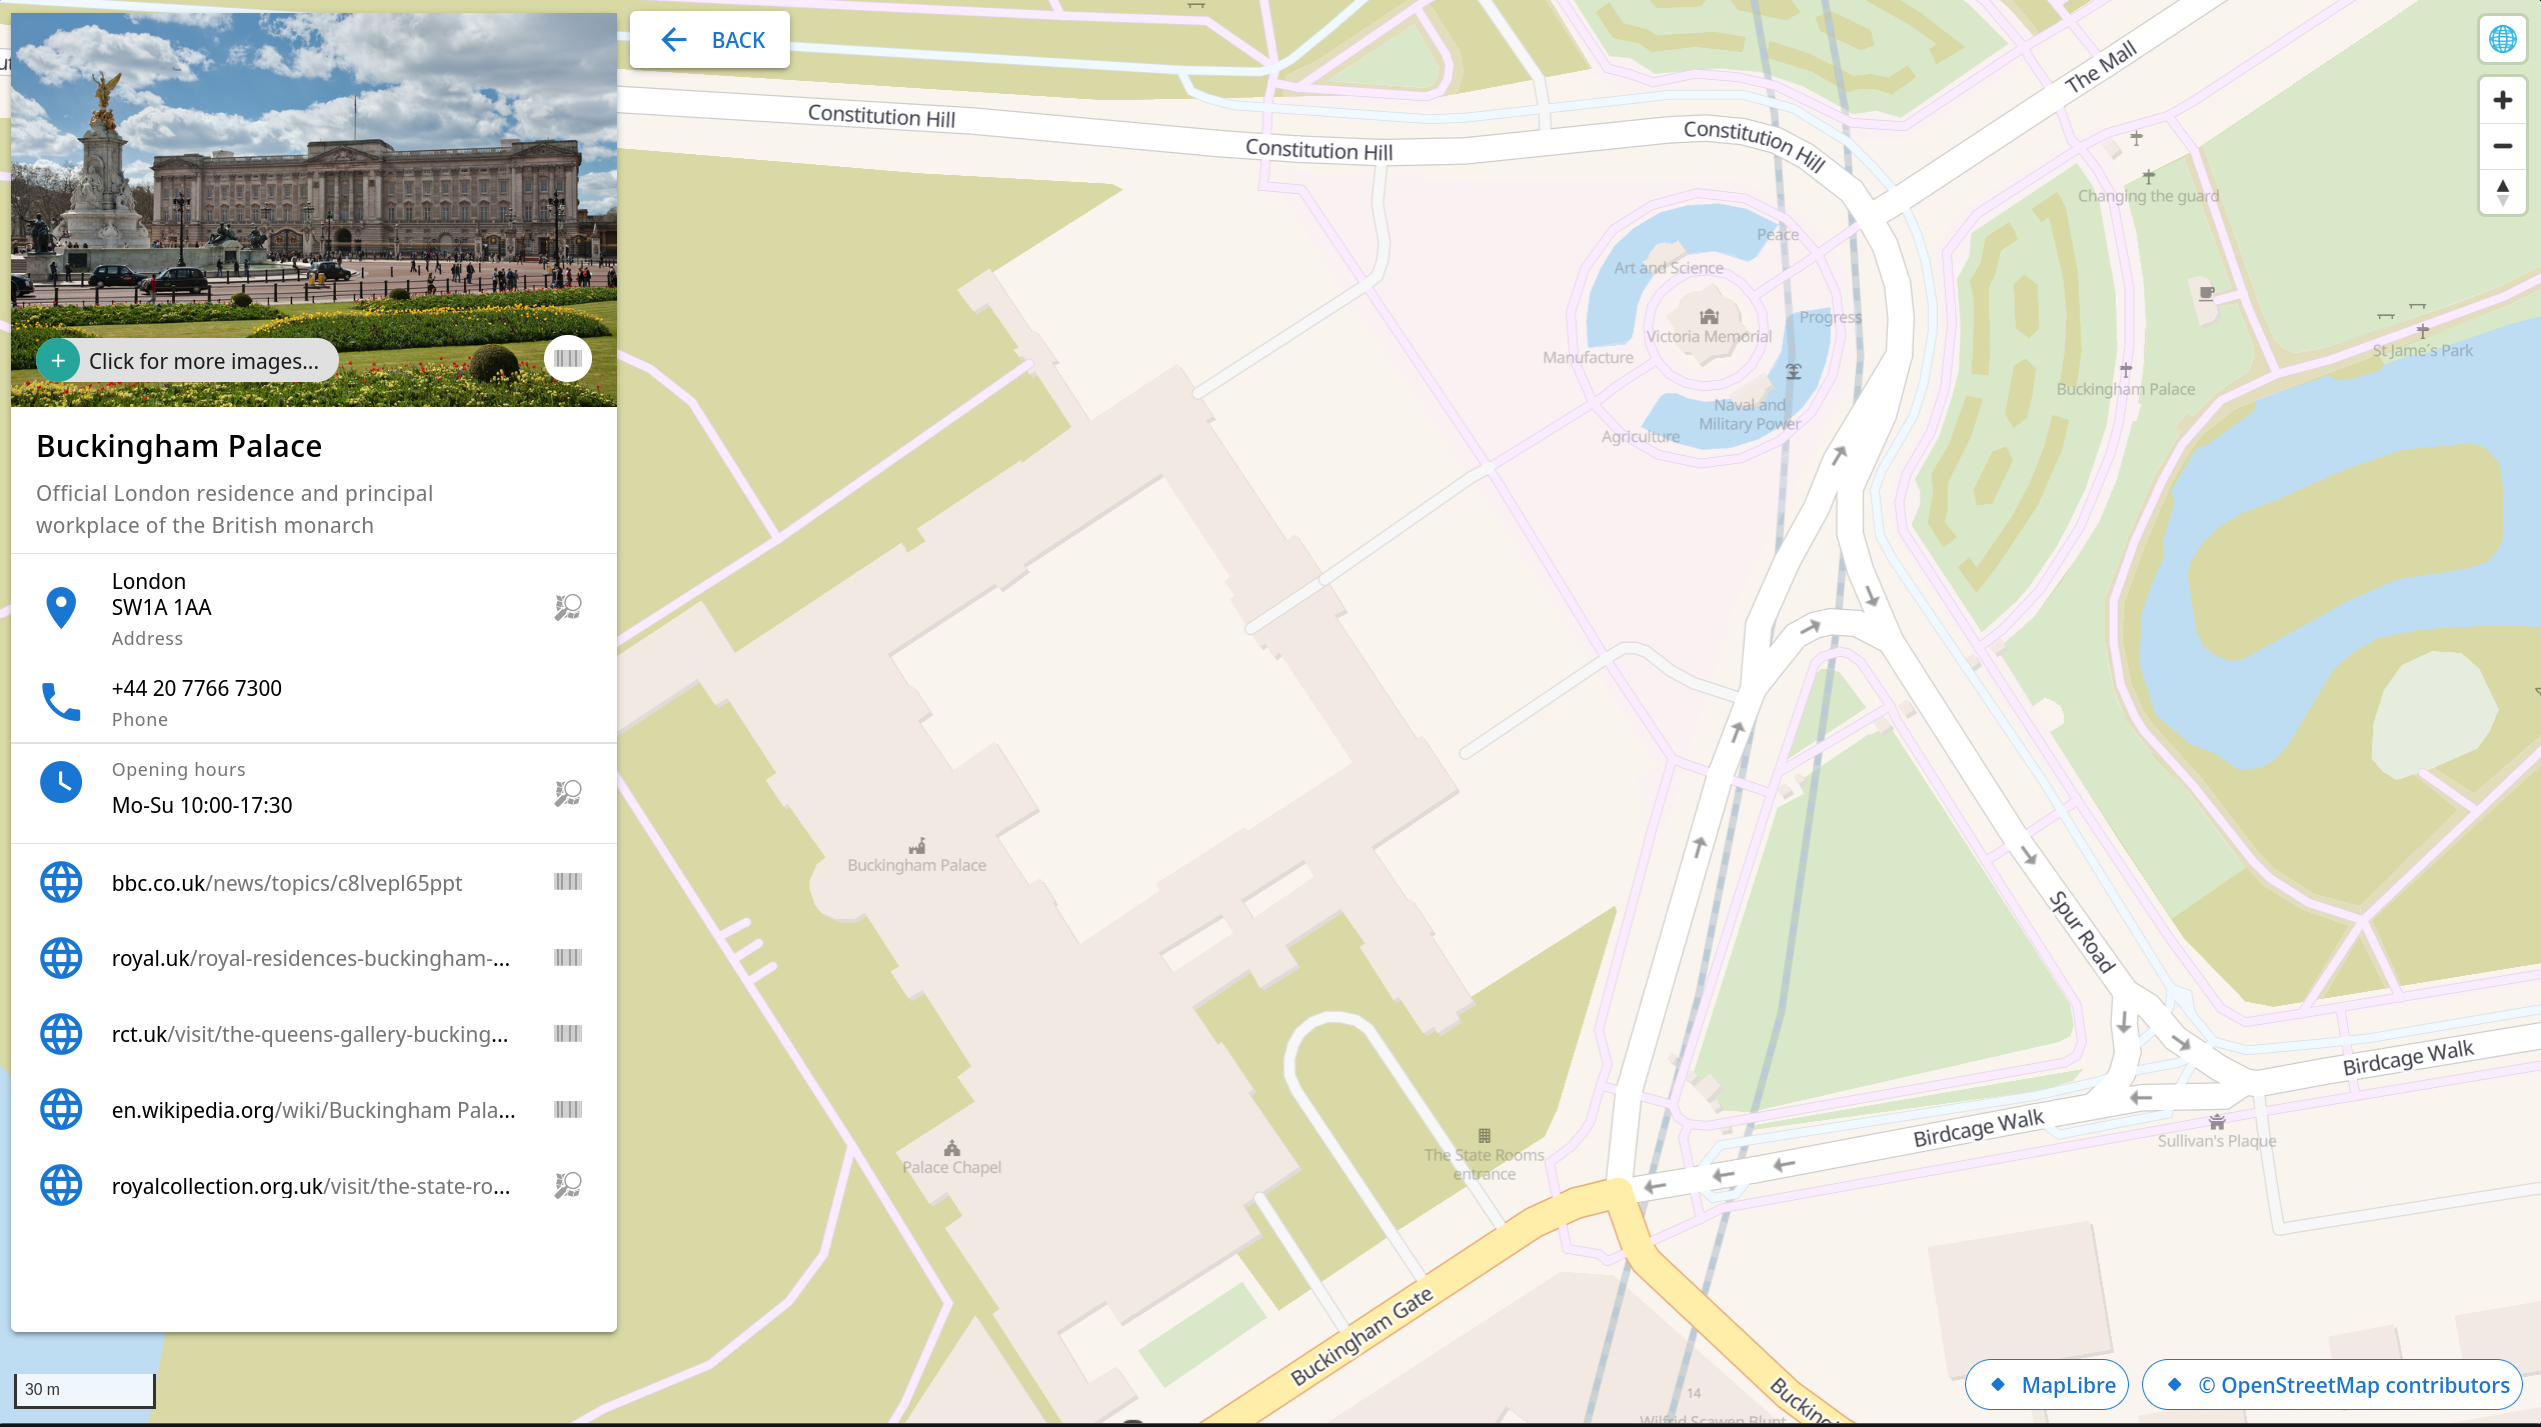 BACK
Click for more images...
Buckingham Palace
Official London residence and principal
workplace of the British monarch
London
SW1A 1AA
Address
+44 20 7766 7300
Phone
Opening hours
Mo-Su 10:00-17:30
bbc.co.uk/news/topics/c8lvepl65ppt
royal.uk/royal-residences-buckingham-...
rct.uk/visit/the-queens-gallery-bucking...
en.wikipedia.org/wiki/Buckingham Pala...
royalcollection.org.uk/visit/the-state-ro...
30 m
Constitution Hill
Constitution Hill
Constitution Hill
The Mall
Changing the guard
Peace
Art and Science
Progress
Victoria Memorial
Manufacture
Naval and
Military Power
Agriculture
St Jame´s Park
Buckingham Palace
Buckingham Palace
Spur Road
Birdcage Walk
Birdcage Walk
Sullivan's Plaque
Palace Chapel
The State Rooms
entrance
Buckingham Gate
14
Wilfrid Scawen Blunt
MapLibre
© OpenStreetMap contributors